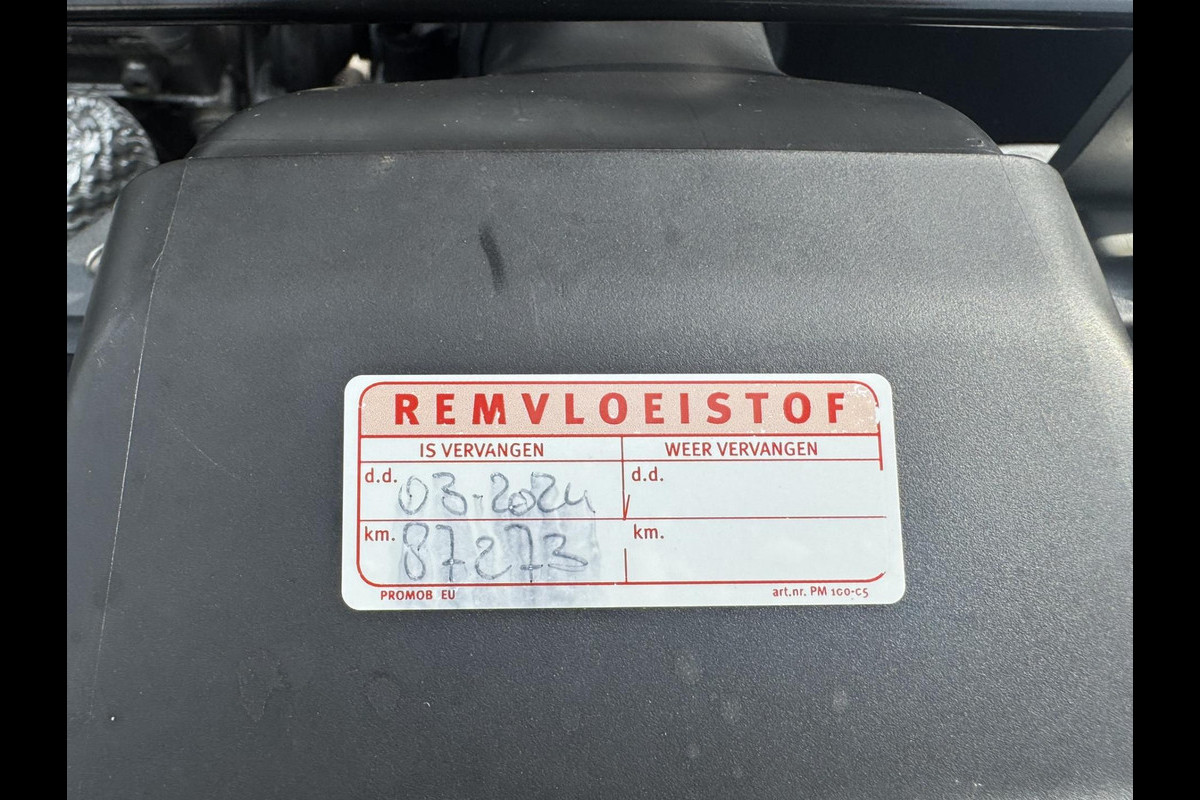 REMVLOEISTOF
IS VERVANGEN WEER VERVANGEN
d.d. 03-2024 d.d.
km. 87273 km.
PROMOB EU art.nr. PM 100-C5